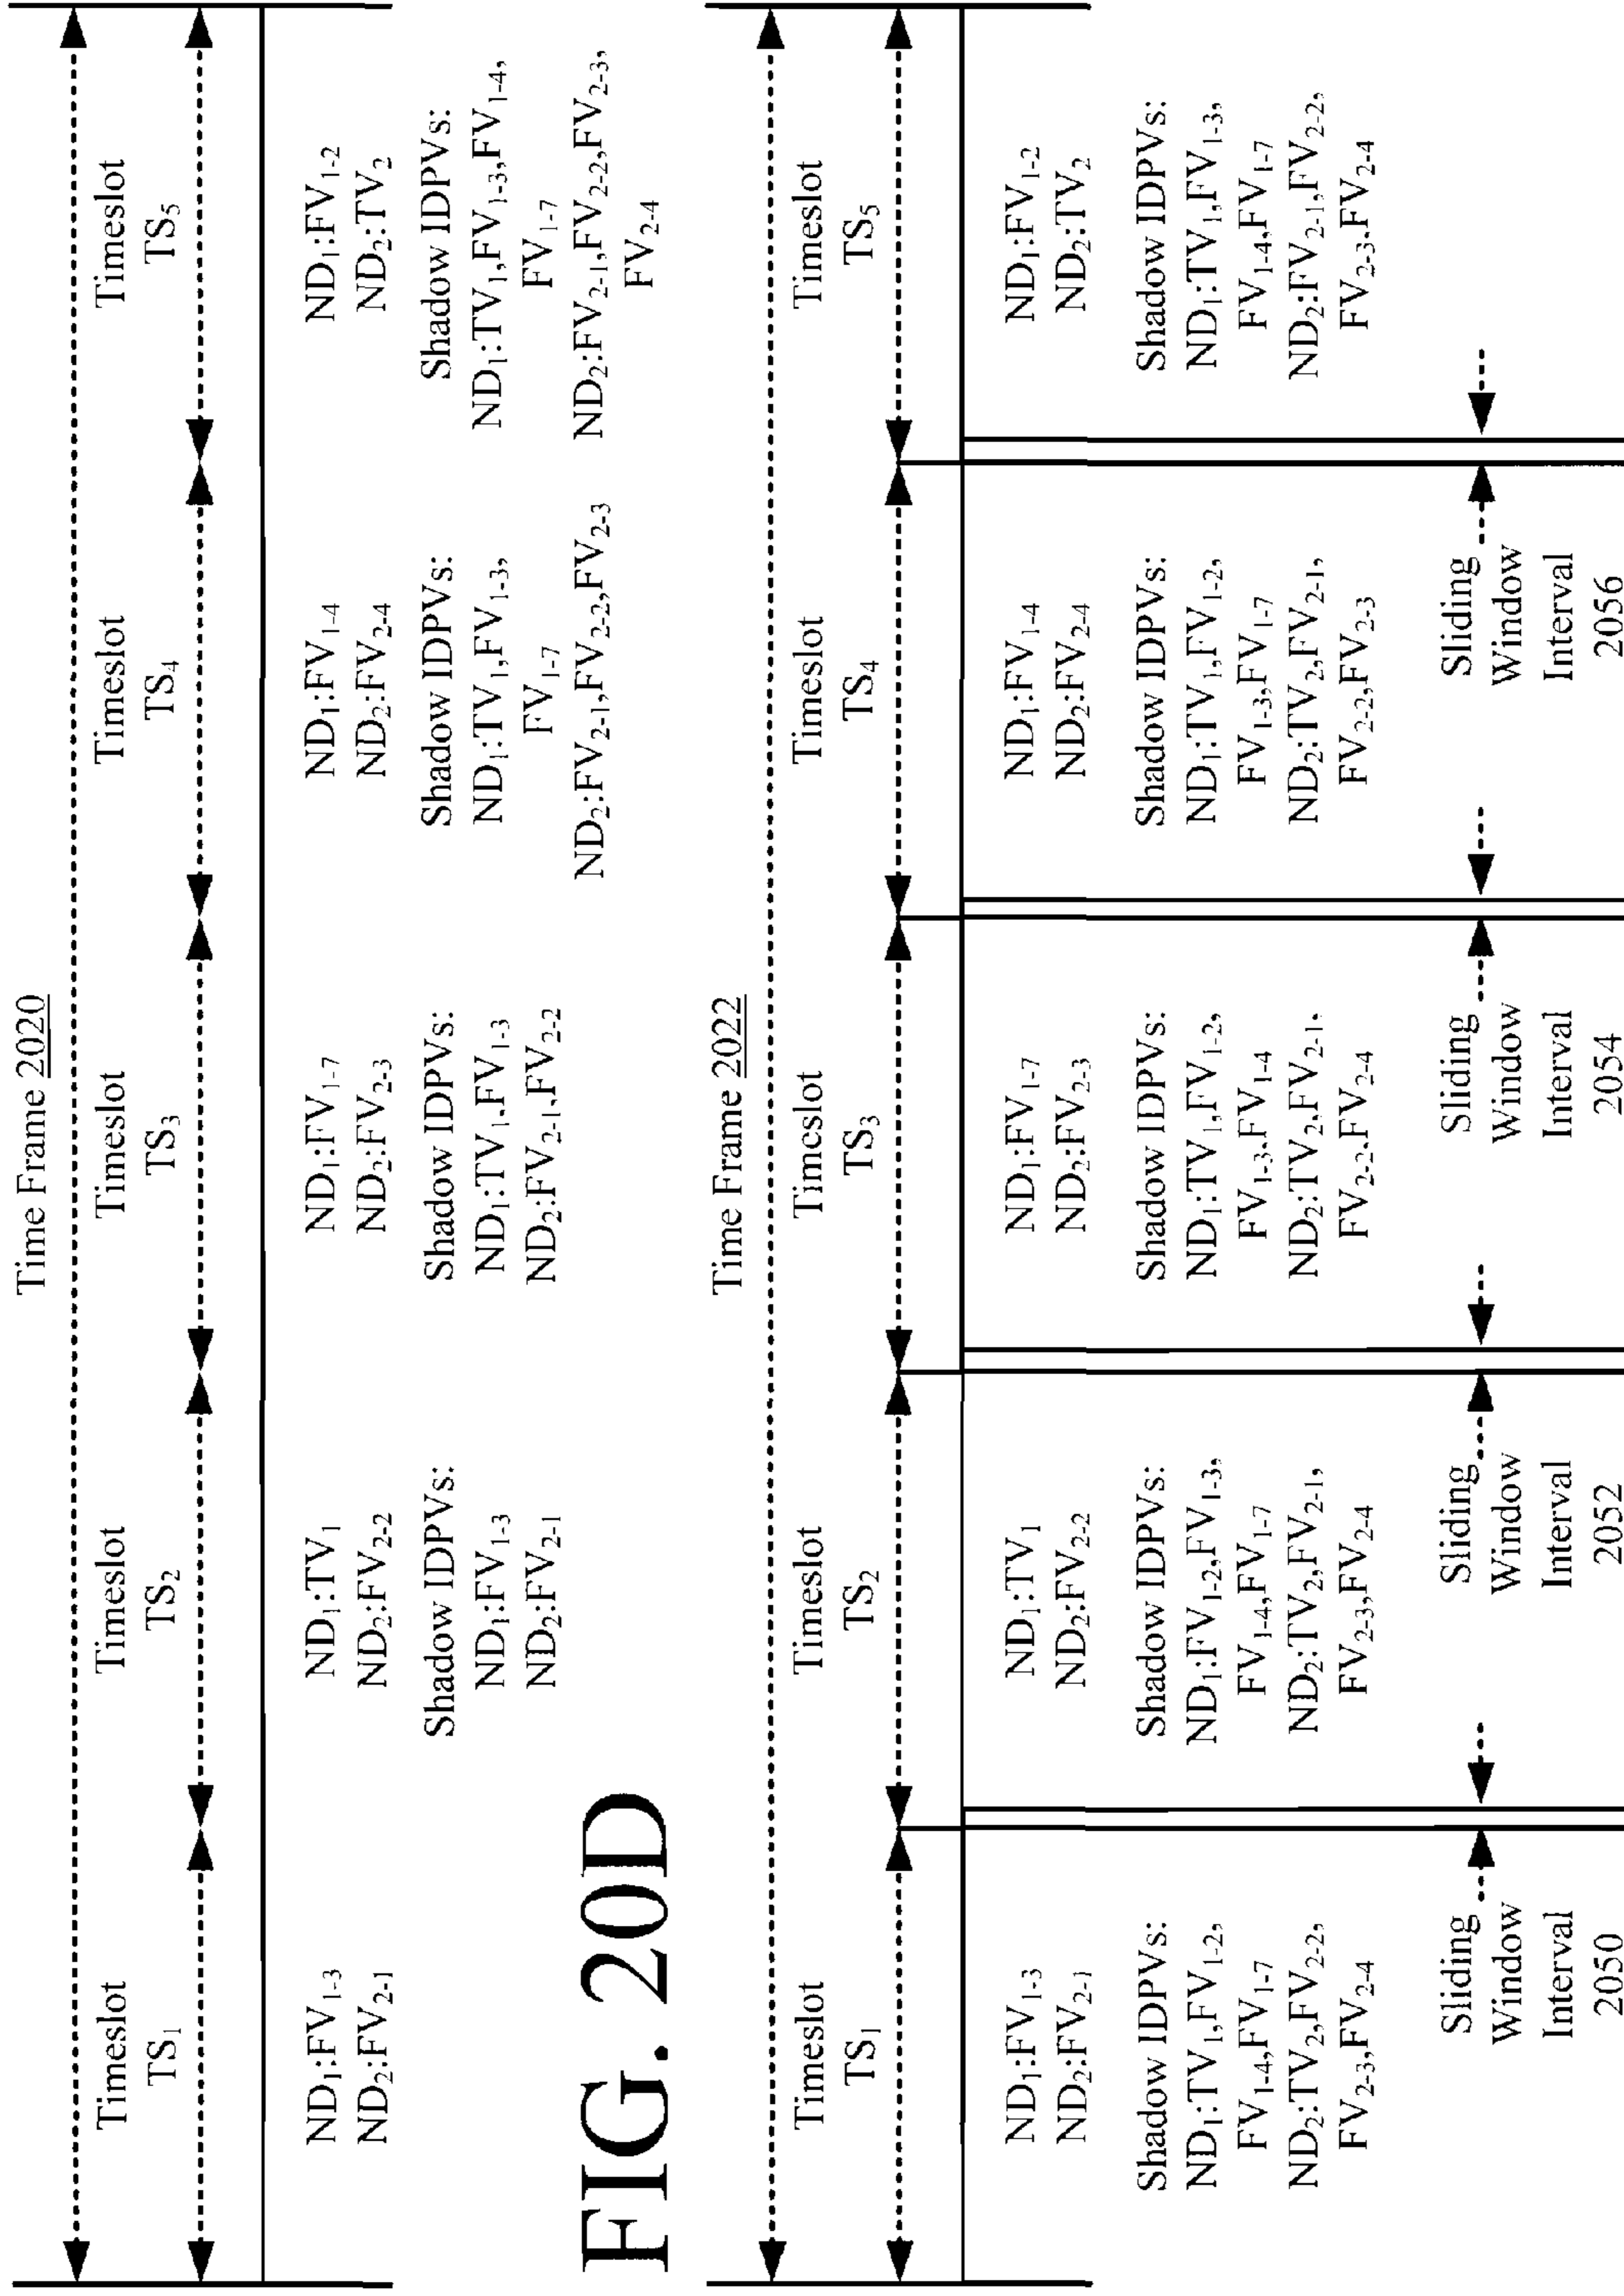 Time Frame 2020
Timeslot
TS₁
Timeslot
TS₂
Timeslot
TS₃
Timeslot
TS₄
Timeslot
TS₅
ND₁:FV₁₋₃
ND₂:FV₂₋₁
ND₁:TV₁
ND₂:FV₂₋₂
Shadow IDPVs:
ND₁:FV₁₋₃
ND₂:FV₂₋₁
ND₁:FV₁₋₇
ND₂:FV₂₋₃
Shadow IDPVs:
ND₁:TV₁,FV₁₋₃
ND₂:FV₂₋₁,FV₂₋₂
ND₁:FV₁₋₄
ND₂:FV₂₋₄
Shadow IDPVs:
ND₁:TV₁,FV₁₋₃,
FV₁₋₇
ND₂:FV₂₋₁,FV₂₋₂,FV₂₋₃
ND₁:FV₁₋₂
ND₂:TV₂
Shadow IDPVs:
ND₁:TV₁,FV₁₋₃,FV₁₋₄,
FV₁₋₇
ND₂:FV₂₋₁,FV₂₋₂,FV₂₋₃,
FV₂₋₄
FIG. 20D
Time Frame 2022
Timeslot
TS₁
Timeslot
TS₂
Timeslot
TS₃
Timeslot
TS₄
Timeslot
TS₅
ND₁:FV₁₋₃
ND₂:FV₂₋₁
Shadow IDPVs:
ND₁:TV₁,FV₁₋₂,
FV₁₋₄,FV₁₋₇
ND₂:TV₂,FV₂₋₂,
FV₂₋₃,FV₂₋₄
Sliding
Window
Interval
2050
ND₁:TV₁
ND₂:FV₂₋₂
Shadow IDPVs:
ND₁:FV₁₋₂,FV₁₋₃,
FV₁₋₄,FV₁₋₇
ND₂:TV₂,FV₂₋₁,
FV₂₋₃,FV₂₋₄
Sliding
Window
Interval
2052
ND₁:FV₁₋₇
ND₂:FV₂₋₃
Shadow IDPVs:
ND₁:TV₁,FV₁₋₂,
FV₁₋₃,FV₁₋₄
ND₂:TV₂,FV₂₋₁,
FV₂₋₂,FV₂₋₄
Sliding
Window
Interval
2054
ND₁:FV₁₋₄
ND₂:FV₂₋₄
Shadow IDPVs:
ND₁:TV₁,FV₁₋₂,
FV₁₋₃,FV₁₋₇
ND₂:TV₂,FV₂₋₁,
FV₂₋₂,FV₂₋₃
Sliding
Window
Interval
2056
ND₁:FV₁₋₂
ND₂:TV₂
Shadow IDPVs:
ND₁:TV₁,FV₁₋₃,
FV₁₋₄,FV₁₋₇
ND₂:FV₂₋₁,FV₂₋₂,
FV₂₋₃,FV₂₋₄